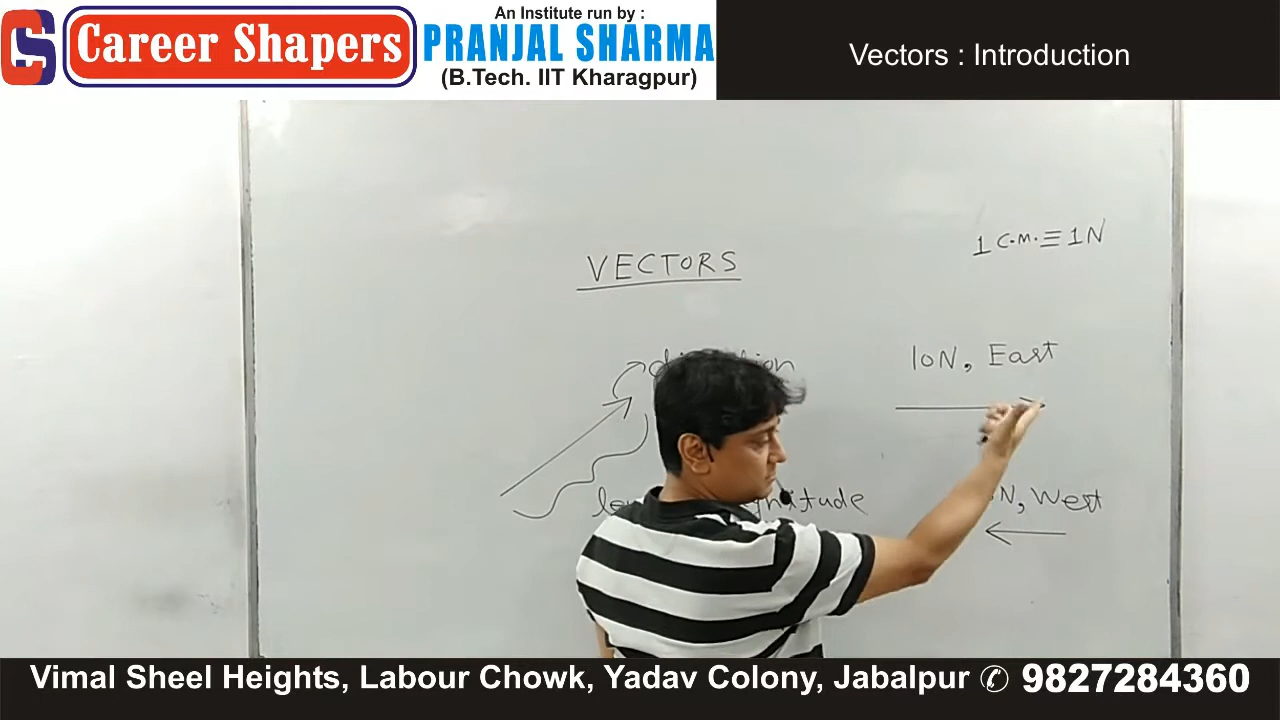 Career Shapers
An Institute run by :
PRANJAL SHARMA
(B.Tech. IIT Kharagpur)
Vectors : Introduction
1 C.M. ≡ 1N
VECTORS
10N, East
N, West
Vimal Sheel Heights, Labour Chowk, Yadav Colony, Jabalpur ✆ 9827284360